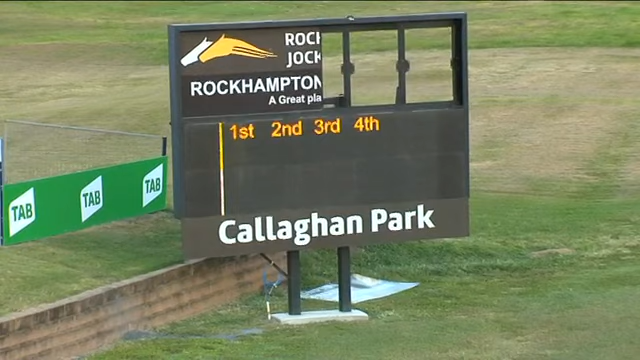 ROCK
JOCK
ROCKHAMPTON
A Great pla
1st 2nd 3rd 4th
TAB TAB TAB
Callaghan Park